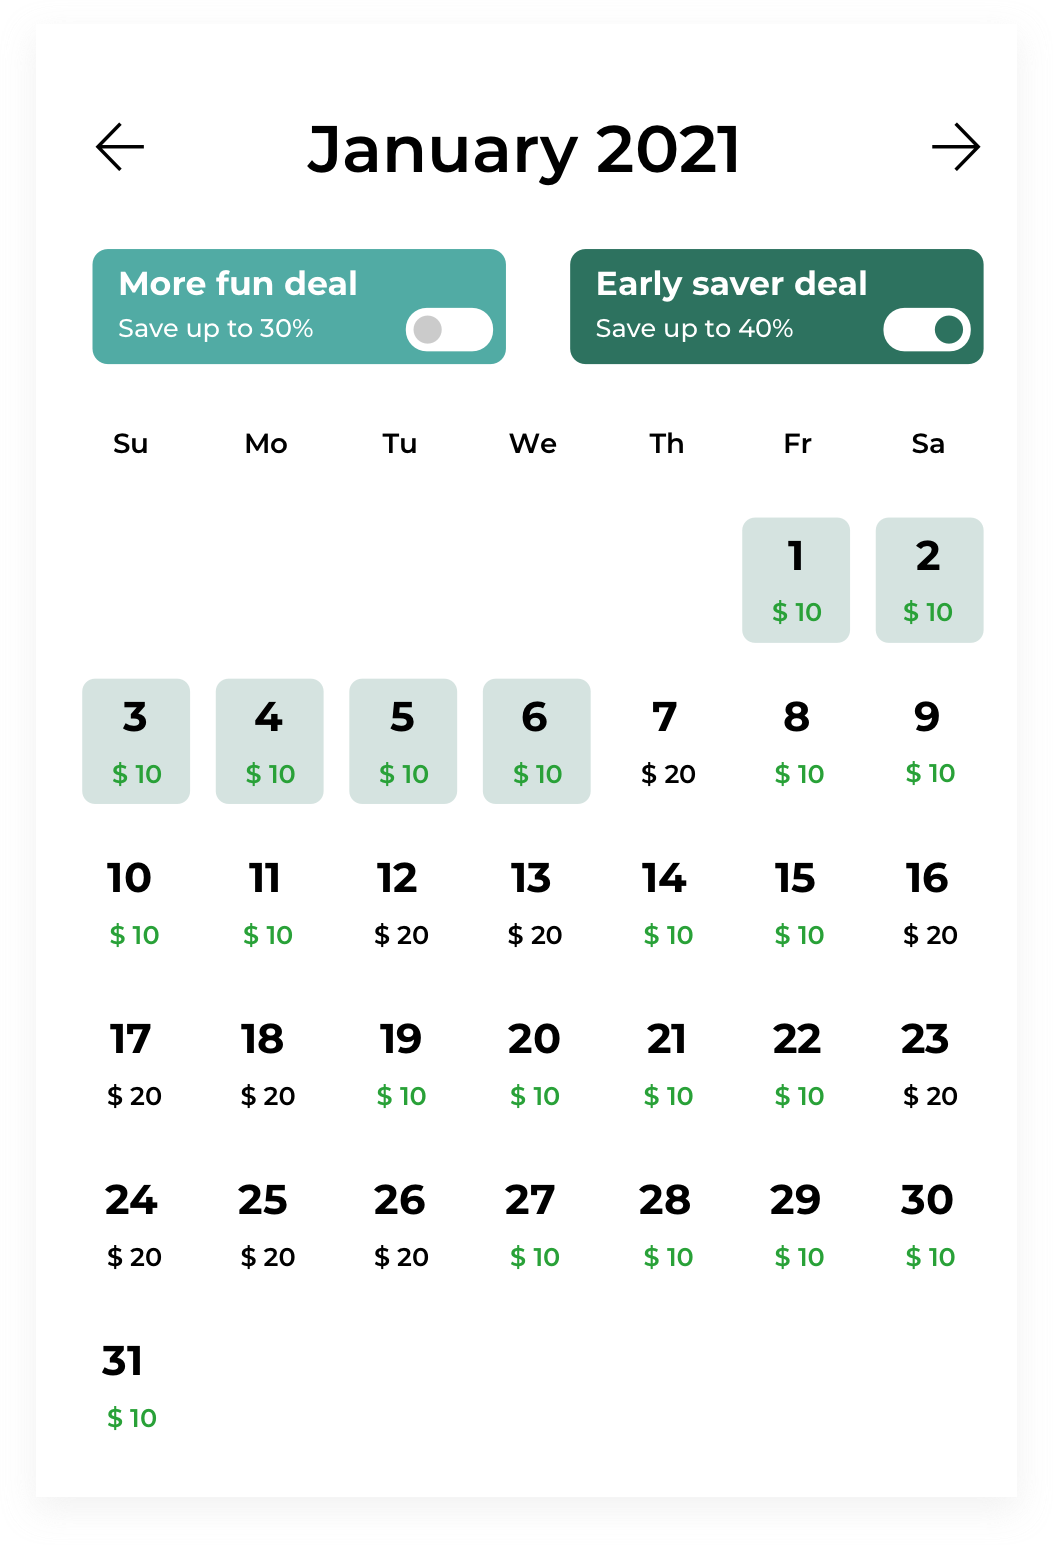 January 2021
More fun deal
Save up to 30%
Early saver deal
Save up to 40%
Su Mo Tu We Th Fr Sa
1 2
$ 10 $ 10
3 4 5 6 7 8 9
$ 10 $ 10 $ 10 $ 10 $ 20 $ 10 $ 10
10 11 12 13 14 15 16
$ 10 $ 10 $ 20 $ 20 $ 10 $ 10 $ 20
17 18 19 20 21 22 23
$ 20 $ 20 $ 10 $ 10 $ 10 $ 10 $ 20
24 25 26 27 28 29 30
$ 20 $ 20 $ 20 $ 10 $ 10 $ 10 $ 10
31
$ 10